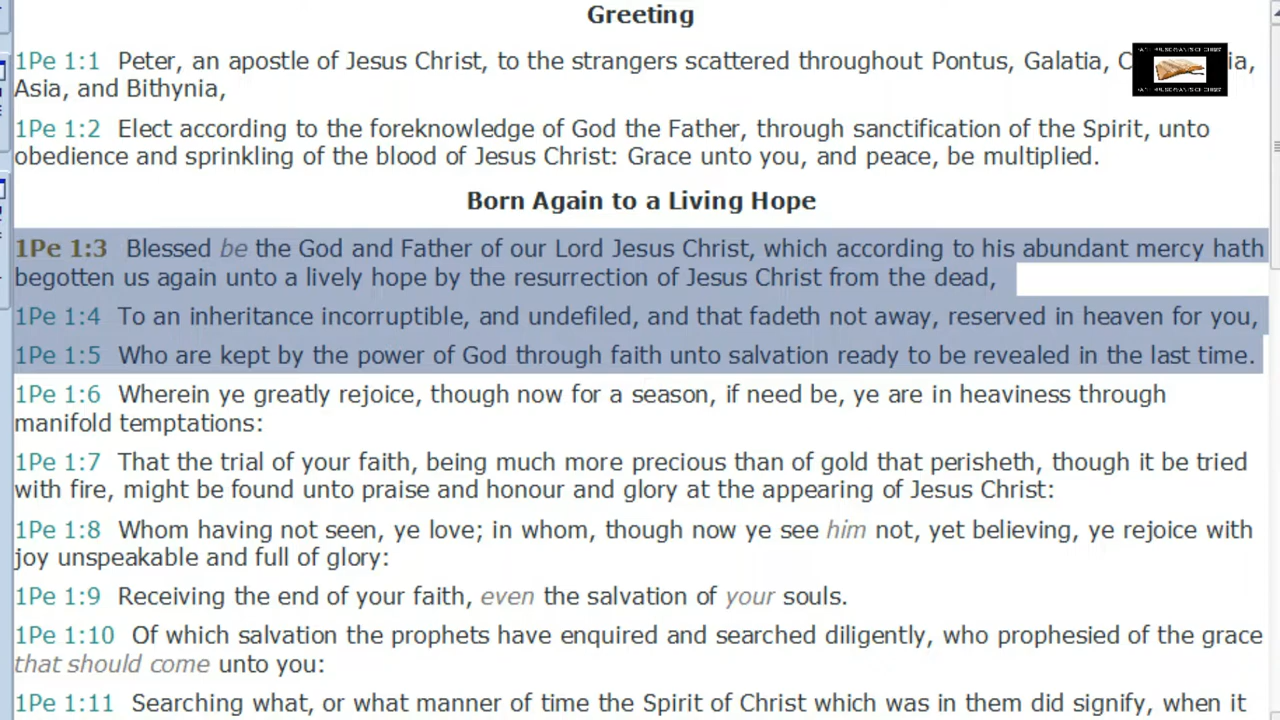 Greeting
1Pe 1:1 Peter, an apostle of Jesus Christ, to the strangers scattered throughout Pontus, Galatia, C ia,
Asia, and Bithynia,
1Pe 1:2 Elect according to the foreknowledge of God the Father, through sanctification of the Spirit, unto
obedience and sprinkling of the blood of Jesus Christ: Grace unto you, and peace, be multiplied.
Born Again to a Living Hope
1Pe 1:3 Blessed be the God and Father of our Lord Jesus Christ, which according to his abundant mercy hath
begotten us again unto a lively hope by the resurrection of Jesus Christ from the dead,
1Pe 1:4 To an inheritance incorruptible, and undefiled, and that fadeth not away, reserved in heaven for you,
1Pe 1:5 Who are kept by the power of God through faith unto salvation ready to be revealed in the last time.
1Pe 1:6 Wherein ye greatly rejoice, though now for a season, if need be, ye are in heaviness through
manifold temptations:
1Pe 1:7 That the trial of your faith, being much more precious than of gold that perisheth, though it be tried
with fire, might be found unto praise and honour and glory at the appearing of Jesus Christ:
1Pe 1:8 Whom having not seen, ye love; in whom, though now ye see him not, yet believing, ye rejoice with
joy unspeakable and full of glory:
1Pe 1:9 Receiving the end of your faith, even the salvation of your souls.
1Pe 1:10 Of which salvation the prophets have enquired and searched diligently, who prophesied of the grace
that should come unto you:
1Pe 1:11 Searching what, or what manner of time the Spirit of Christ which was in them did signify, when it